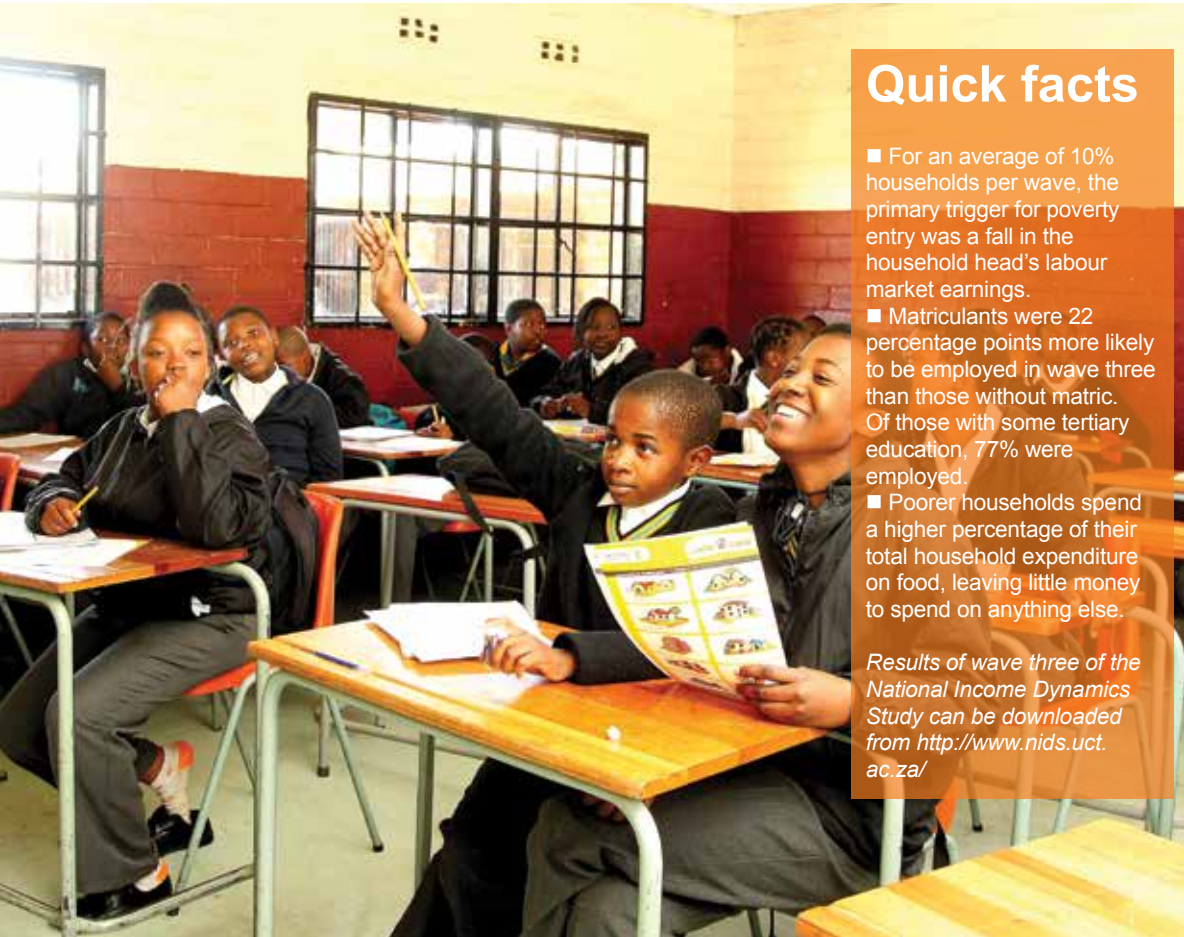 Quick facts
■ For an average of 10%
households per wave, the
primary trigger for poverty
entry was a fall in the
household head's labour
market earnings.
■ Matriculants were 22
percentage points more likely
to be employed in wave three
than those without matric.
Of those with some tertiary
education, 77% were
employed.
■ Poorer households spend
a higher percentage of their
total household expenditure
on food, leaving little money
to spend on anything else.
Results of wave three of the
National Income Dynamics
Study can be downloaded
from http://www.nids.uct.
ac.za/